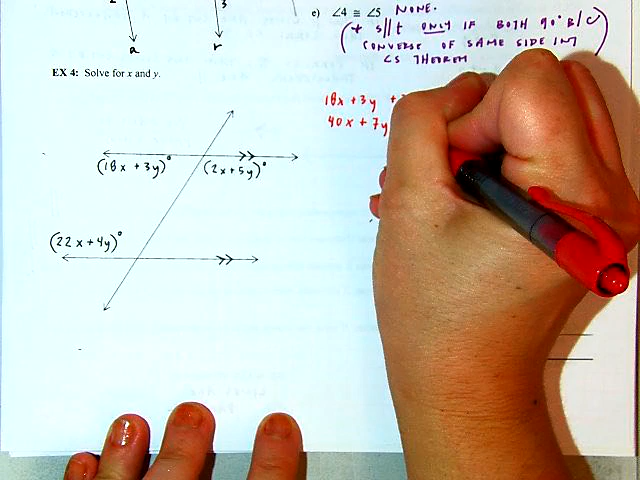 2
3
a
r
e) ∠4 ≅ ∠5 NONE.
(t s||t ONLY IF BOTH 90° B/C
CONVERSE OF SAME SIDE INT
∠S THEOREM)
EX 4: Solve for x and y.
18x + 3y +
40x + 7y
(18x + 3y)°
(2x + 5y)°
(22x + 4y)°